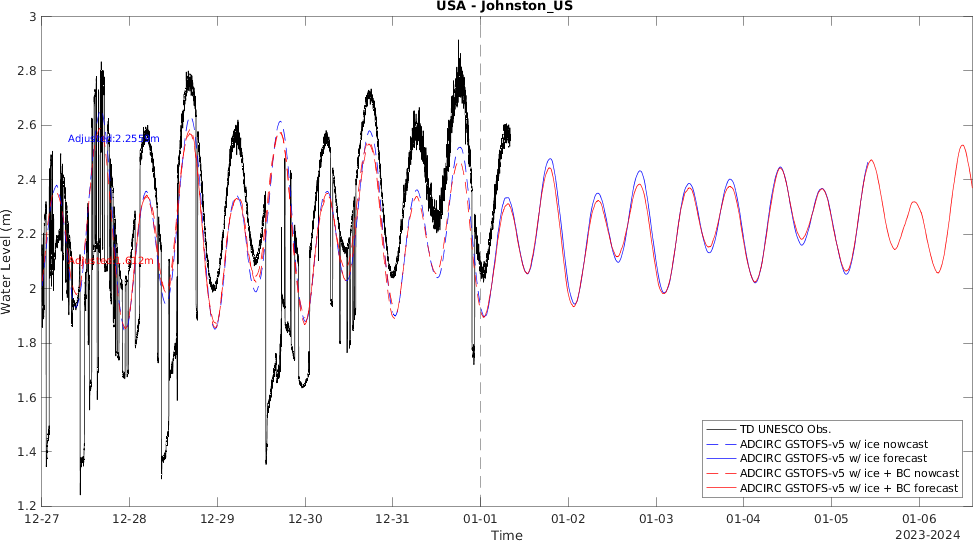 USA - Johnston_US
3
2.8
2.6
2.4
2.2
2
1.8
1.6
1.4
1.2
Water Level (m)
12-27
12-28
12-29
12-30
12-31
01-01
01-02
01-03
01-04
01-05
01-06
2023-2024
Time
TD UNESCO Obs.
ADCIRC GSTOFS-v5 w/ ice nowcast
ADCIRC GSTOFS-v5 w/ ice forecast
ADCIRC GSTOFS-v5 w/ ice + BC nowcast
ADCIRC GSTOFS-v5 w/ ice + BC forecast